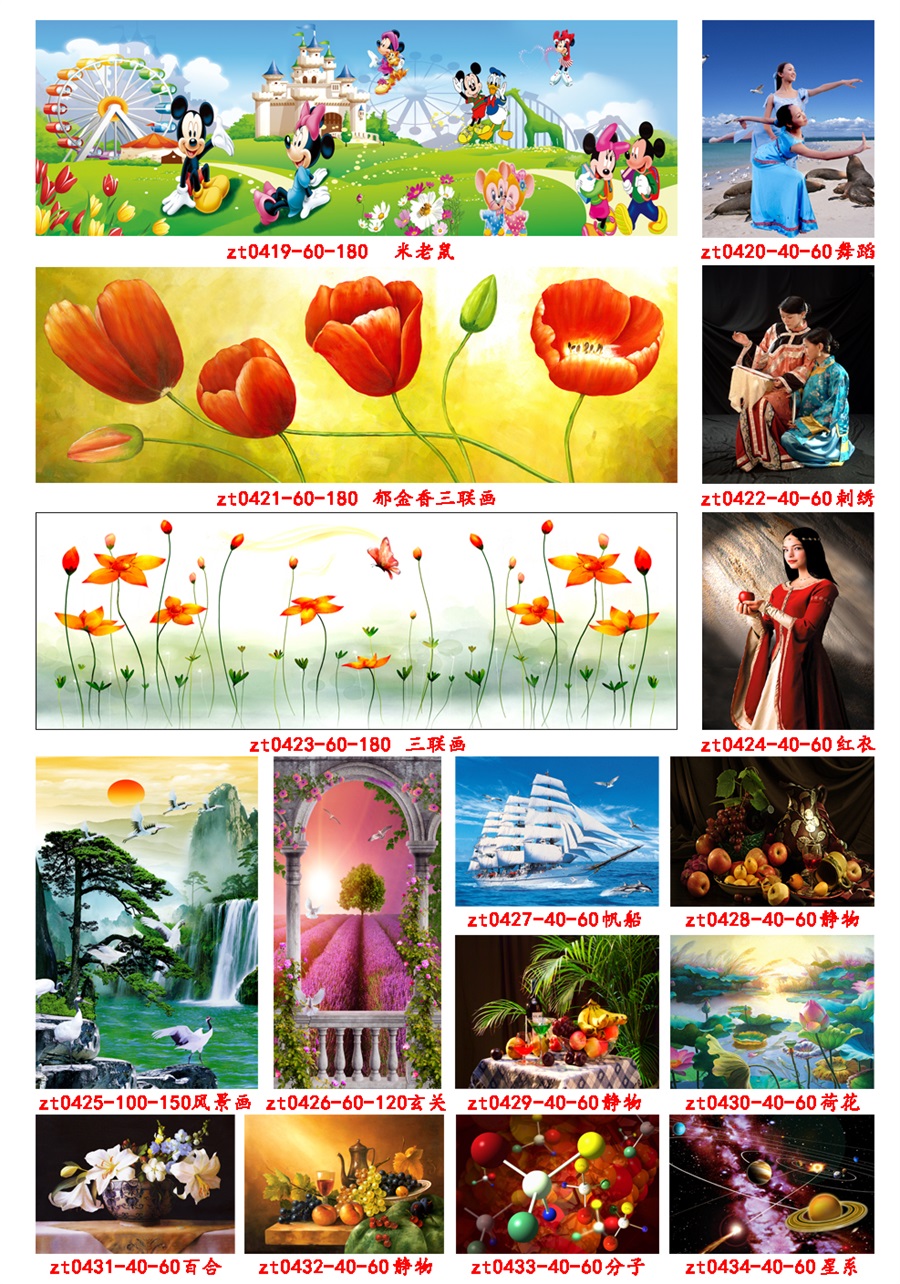 zt0419-60-180 米老鼠
zt0420-40-60舞蹈
zt0421-60-180 郁金香三联画
zt0422-40-60刺绣
zt0423-60-180 三联画
zt0424-40-60红衣
zt0427-40-60帆船
zt0428-40-60静物
zt0425-100-150风景画
zt0426-60-120玄关
zt0429-40-60静物
zt0430-40-60荷花
zt0431-40-60百合
zt0432-40-60静物
zt0433-40-60分子
zt0434-40-60星系